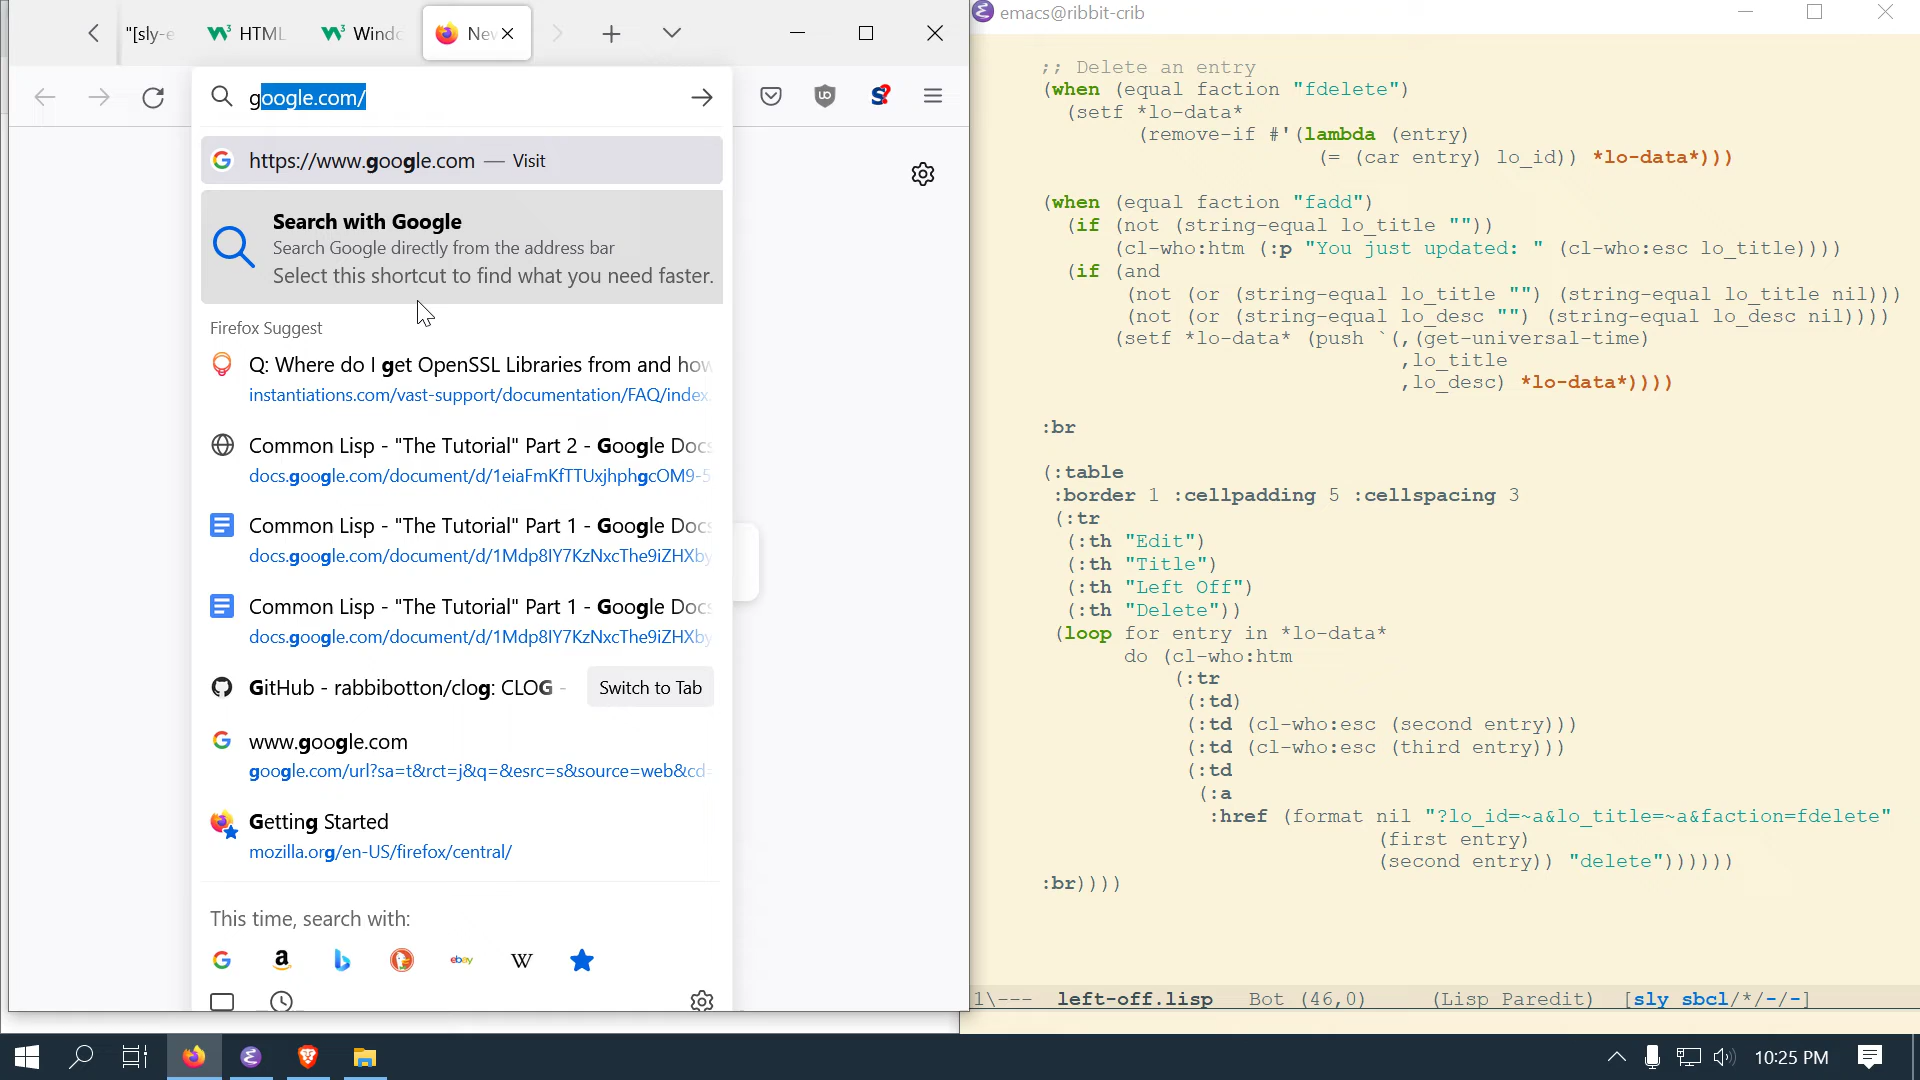 "[sly-e
HTML
Windo
New
google.com/
https://www.google.com — Visit
Search with Google
Search Google directly from the address bar
Select this shortcut to find what you need faster.
Firefox Suggest
Q: Where do I get OpenSSL Libraries from and how
instantiations.com/vast-support/documentation/FAQ/index.
Common Lisp - "The Tutorial" Part 2 - Google Docs
docs.google.com/document/d/1eiaFmKfTTUxjhphgcOM9-5
Common Lisp - "The Tutorial" Part 1 - Google Docs
docs.google.com/document/d/1Mdp8IY7KzNxcThe9iZHXby
Common Lisp - "The Tutorial" Part 1 - Google Docs
docs.google.com/document/d/1Mdp8IY7KzNxcThe9iZHXby
GitHub - rabbibotton/clog: CLOG - Switch to Tab
www.google.com
google.com/url?sa=t&rct=j&q=&esrc=s&source=web&cd=
Getting Started
mozilla.org/en-US/firefox/central/
This time, search with:
emacs@ribbit-crib
;; Delete an entry
(when (equal faction "fdelete")
(setf *lo-data*
(remove-if #'(lambda (entry)
(= (car entry) lo_id)) *lo-data*)))
(when (equal faction "fadd")
(if (not (string-equal lo_title ""))
(cl-who:htm (:p "You just updated: " (cl-who:esc lo_title))))
(if (and
(not (or (string-equal lo_title "") (string-equal lo_title nil)))
(not (or (string-equal lo_desc "") (string-equal lo_desc nil))))
(setf *lo-data* (push `(,(get-universal-time)
,lo_title
,lo_desc) *lo-data*))))
:br
(:table
:border 1 :cellpadding 5 :cellspacing 3
(:tr
(:th "Edit")
(:th "Title")
(:th "Left Off")
(:th "Delete"))
(loop for entry in *lo-data*
do (cl-who:htm
(:tr
(:td)
(:td (cl-who:esc (second entry)))
(:td (cl-who:esc (third entry)))
(:td
(:a
:href (format nil "?lo_id=~a&lo_title=~a&faction=fdelete"
(first entry)
(second entry)) "delete"))))))
:br))))
1\--- left-off.lisp Bot (46,0) (Lisp Paredit) [sly sbcl/*/-/-]
10:25 PM